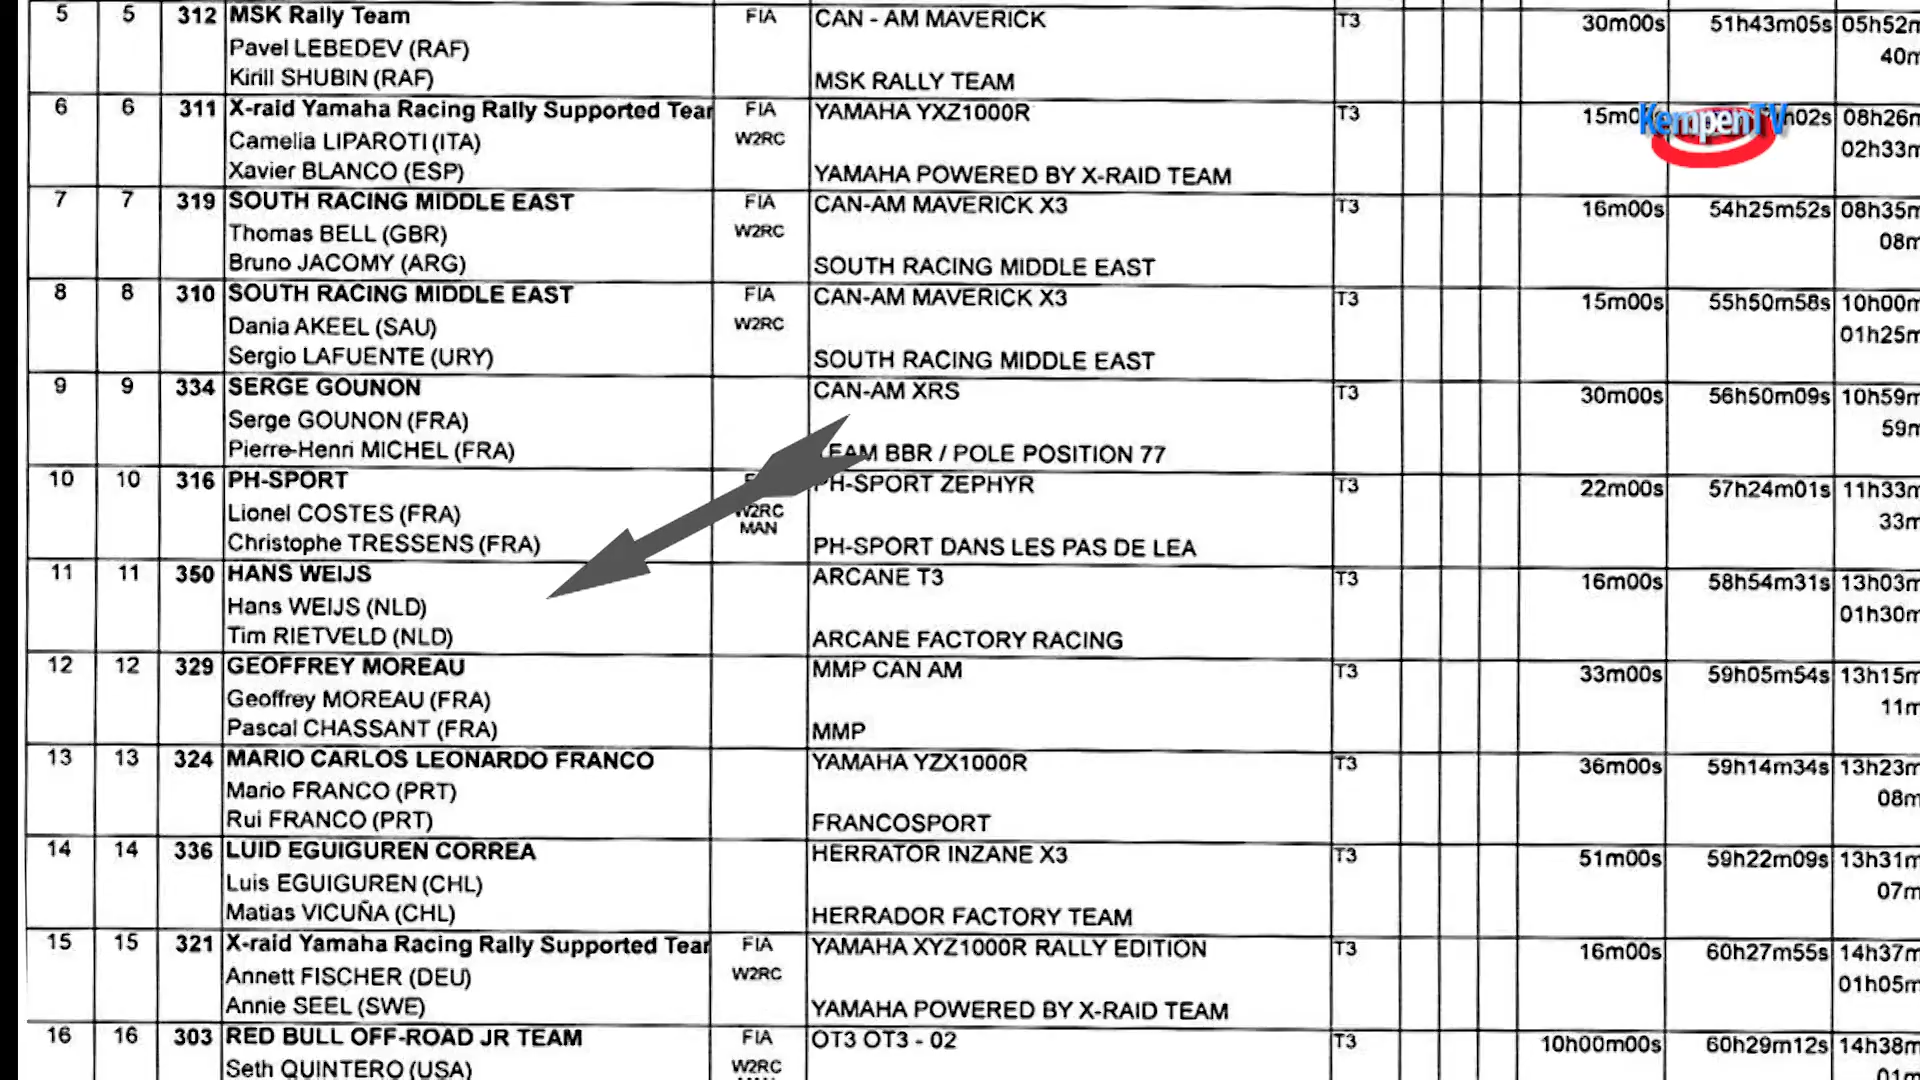 5 5 312 MSK Rally Team FIA CAN - AM MAVERICK T3 30m00s 51h43m05s 05h52m
Pavel LEBEDEV (RAF) 40m
Kirill SHUBIN (RAF) MSK RALLY TEAM
6 6 311 X-raid Yamaha Racing Rally Supported Tear FIA YAMAHA YXZ1000R T3 15m0 h02s 08h26m
KempenTV
Camelia LIPAROTI (ITA) W2RC 02h33m
Xavier BLANCO (ESP) YAMAHA POWERED BY X-RAID TEAM
7 7 319 SOUTH RACING MIDDLE EAST FIA CAN-AM MAVERICK X3 T3 16m00s 54h25m52s 08h35m
Thomas BELL (GBR) W2RC 08m
Bruno JACOMY (ARG) SOUTH RACING MIDDLE EAST
8 8 310 SOUTH RACING MIDDLE EAST FIA CAN-AM MAVERICK X3 T3 15m00s 55h50m58s 10h00m
Dania AKEEL (SAU) W2RC 01h25m
Sergio LAFUENTE (URY) SOUTH RACING MIDDLE EAST
9 9 334 SERGE GOUNON CAN-AM XRS T3 30m00s 56h50m09s 10h59m
Serge GOUNON (FRA) 59m
Pierre-Henri MICHEL (FRA) EAM BBR / POLE POSITION 77
10 10 316 PH-SPORT PH-SPORT ZEPHYR T3 22m00s 57h24m01s 11h33m
Lionel COSTES (FRA) W2RC 33m
MAN
Christophe TRESSENS (FRA) PH-SPORT DANS LES PAS DE LEA
11 11 350 HANS WEIJS ARCANE T3 T3 16m00s 58h54m31s 13h03m
Hans WEIJS (NLD) 01h30m
Tim RIETVELD (NLD) ARCANE FACTORY RACING
12 12 329 GEOFFREY MOREAU MMP CAN AM T3 33m00s 59h05m54s 13h15m
Geoffrey MOREAU (FRA) 11m
Pascal CHASSANT (FRA) MMP
13 13 324 MARIO CARLOS LEONARDO FRANCO YAMAHA YZX1000R T3 36m00s 59h14m34s 13h23m
Mario FRANCO (PRT) 08m
Rui FRANCO (PRT) FRANCOSPORT
14 14 336 LUID EGUIGUREN CORREA HERRATOR INZANE X3 T3 51m00s 59h22m09s 13h31m
Luis EGUIGUREN (CHL) 07m
Matias VICUÑA (CHL) HERRADOR FACTORY TEAM
15 15 321 X-raid Yamaha Racing Rally Supported Tear FIA YAMAHA XYZ1000R RALLY EDITION T3 16m00s 60h27m55s 14h37m
Annett FISCHER (DEU) W2RC 01h05m
Annie SEEL (SWE) YAMAHA POWERED BY X-RAID TEAM
16 16 303 RED BULL OFF-ROAD JR TEAM FIA OT3 OT3 - 02 T3 10h00m00s 60h29m12s 14h38m
Seth QUINTERO (USA) W2RC 01m